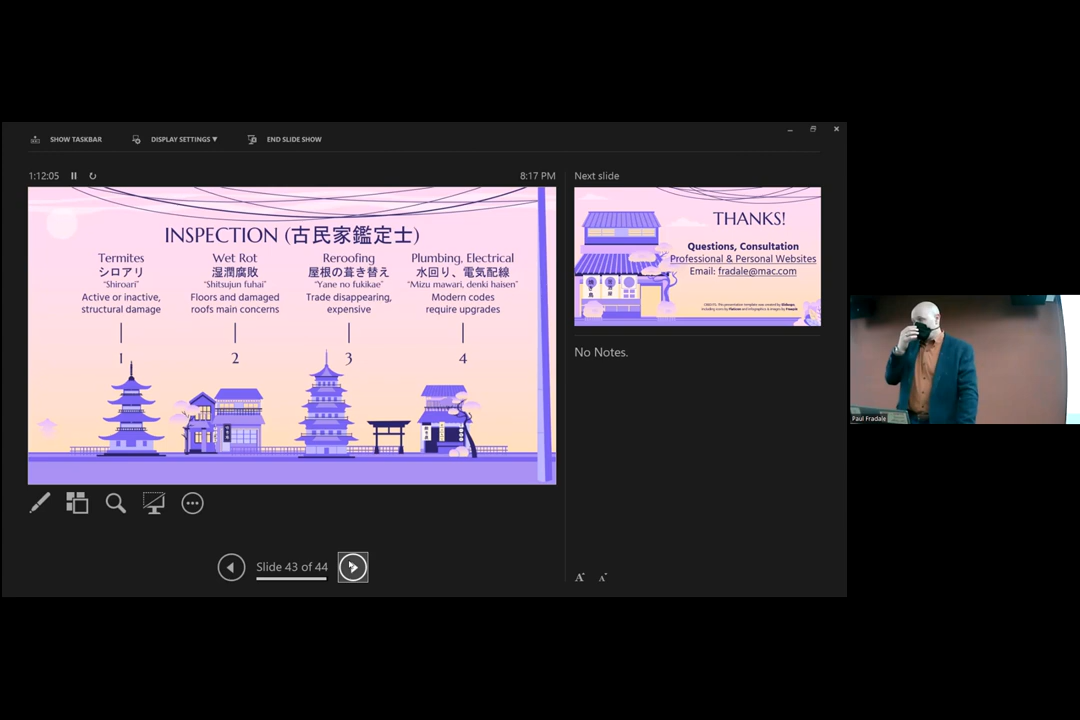 SHOW TASKBAR
DISPLAY SETTINGS ▼
END SLIDE SHOW
1:12:05
8:17 PM
INSPECTION (古民家鑑定士)
Termites
シロアリ
"Shiroari"
Active or inactive,
structural damage
1
Wet Rot
湿潤腐敗
"Shitsujun fuhai"
Floors and damaged
roofs main concerns
2
Reroofing
屋根の葺き替え
"Yane no fukikae"
Trade disappearing,
expensive
3
Plumbing, Electrical
水回り、電気配線
"Mizu mawari, denki haisen"
Modern codes
require upgrades
4
Next slide
THANKS!
Questions, Consultation
Professional & Personal Websites
Email: fradale@mac.com
No Notes.
Slide 43 of 44
A
A
Paul Fradale